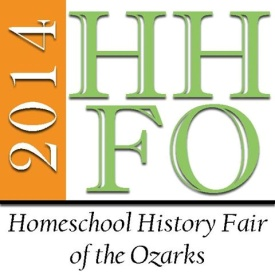 2014
HH
FO
Homeschool History Fair
of the Ozarks